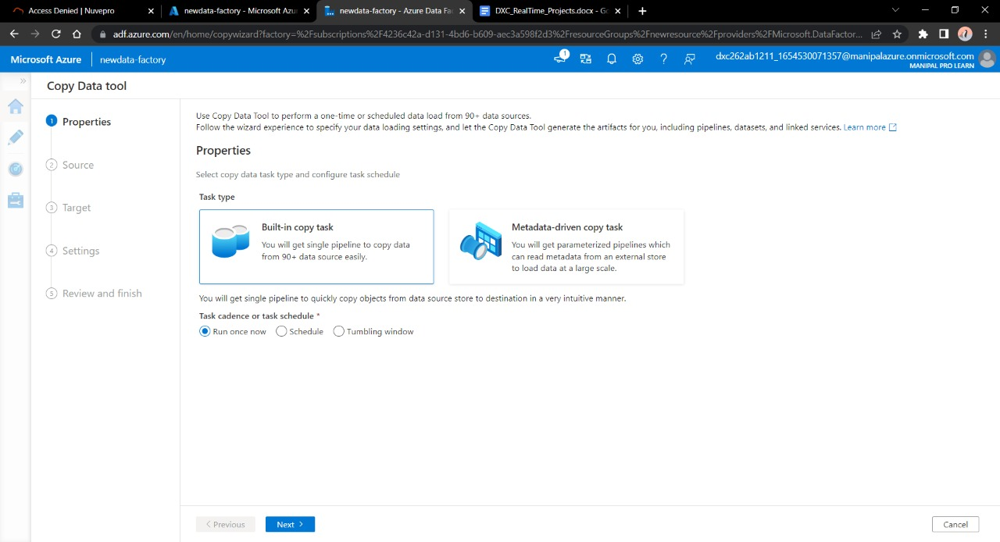 Access Denied | Nuvepro
newdata-factory - Microsoft Azu
newdata-factory - Azure Data Fa
DXC_RealTime_Projects.docx - Go
adf.azure.com/en/home/copywizard?factory=%2Fsubscriptions%2F4236c42a-d131-4bd6-b609-aec3a598f2d3%2FresourceGroups%2Fnewresource%2Fproviders%2FMicrosoft.DataFactor...
Microsoft Azure
newdata-factory
1
dxc262ab1211_1654530071357@manipalazure.onmicrosoft.com
MANIPAL PRO LEARN
Copy Data tool
1 Properties
2 Source
3 Target
4 Settings
5 Review and finish
Use Copy Data Tool to perform a one-time or scheduled data load from 90+ data sources.
Follow the wizard experience to specify your data loading settings, and let the Copy Data Tool generate the artifacts for you, including pipelines, datasets, and linked services. Learn more
Properties
Select copy data task type and configure task schedule
Task type
Built-in copy task
You will get single pipeline to copy data
from 90+ data source easily.
Metadata-driven copy task
You will get parameterized pipelines which
can read metadata from an external store
to load data at a large scale.
You will get single pipeline to quickly copy objects from data source store to destination in a very intuitive manner.
Task cadence or task schedule *
Run once now Schedule Tumbling window
< Previous Next > Cancel